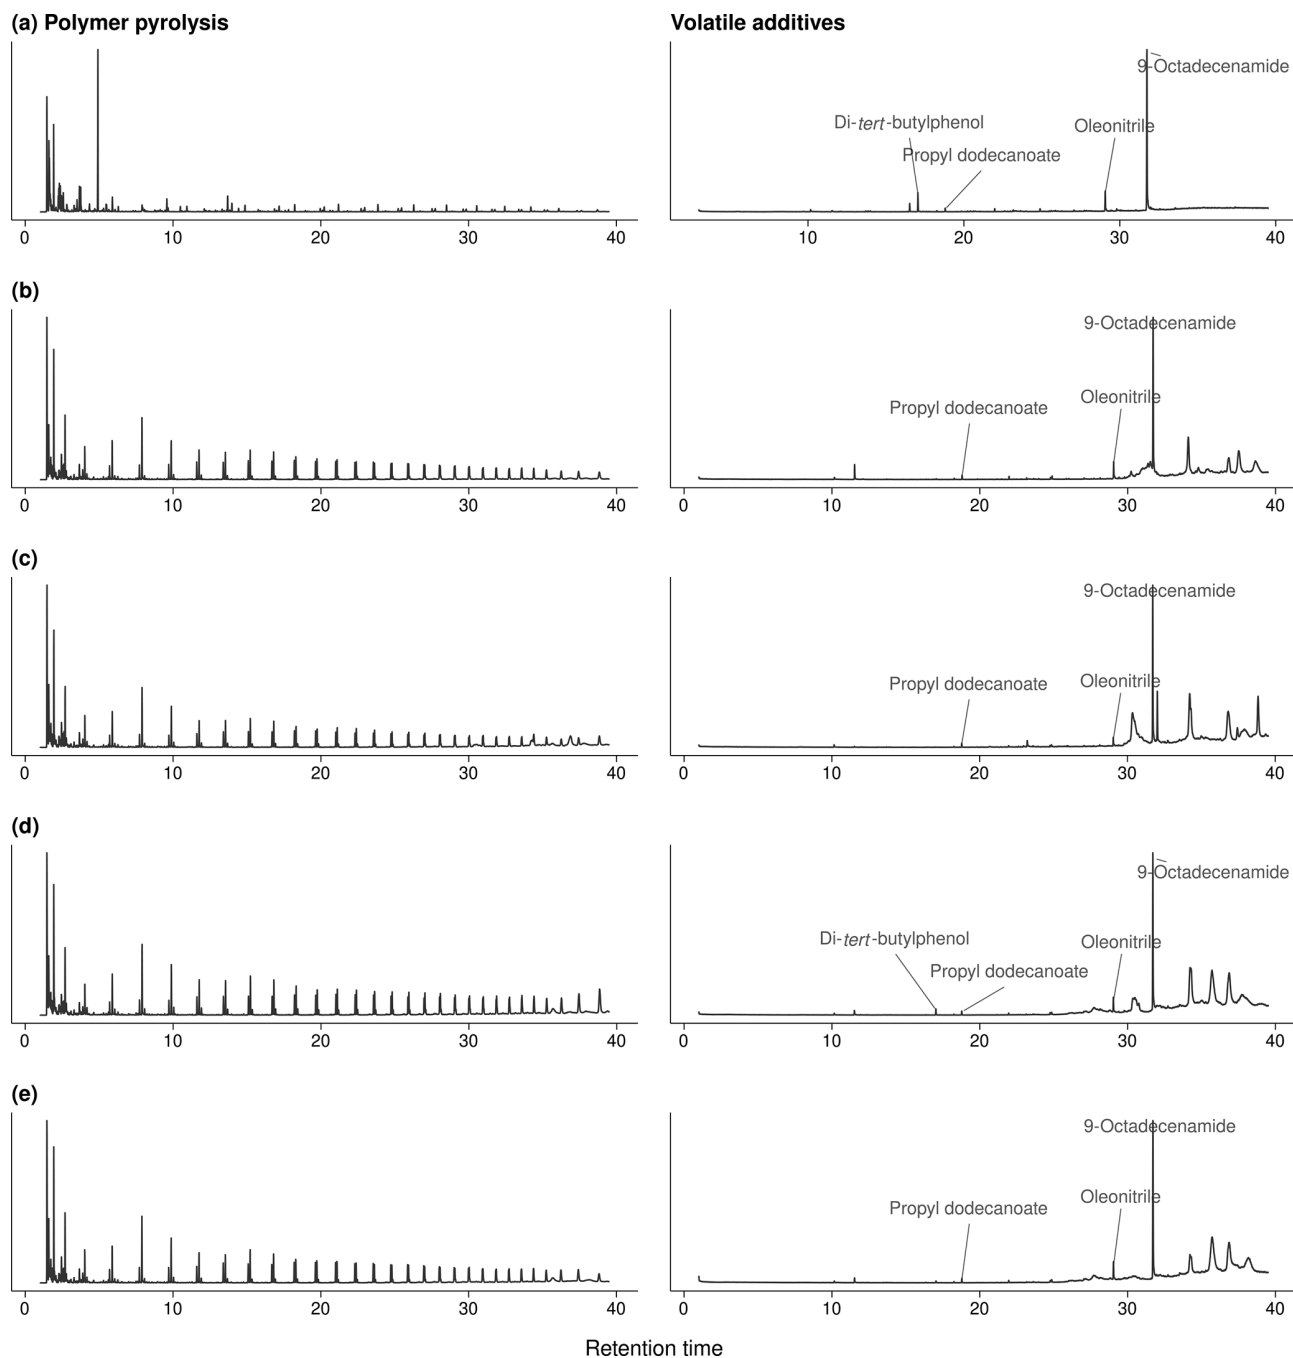 (a) Polymer pyrolysis
Volatile additives
9-Octadecenamide
Di-tert-butylphenol
Oleonitrile
Propyl dodecanoate
0 10 20 30 40
10 20 30 40
(b)
9-Octadecenamide
Oleonitrile
Propyl dodecanoate
0 10 20 30 40
0 10 20 30 40
(c)
9-Octadecenamide
Oleonitrile
Propyl dodecanoate
0 10 20 30 40
0 10 20 30 40
(d)
9-Octadecenamide
Di-tert-butylphenol
Oleonitrile
Propyl dodecanoate
0 10 20 30 40
0 10 20 30 40
(e)
9-Octadecenamide
Oleonitrile
Propyl dodecanoate
0 10 20 30 40
0 10 20 30 40
Retention time